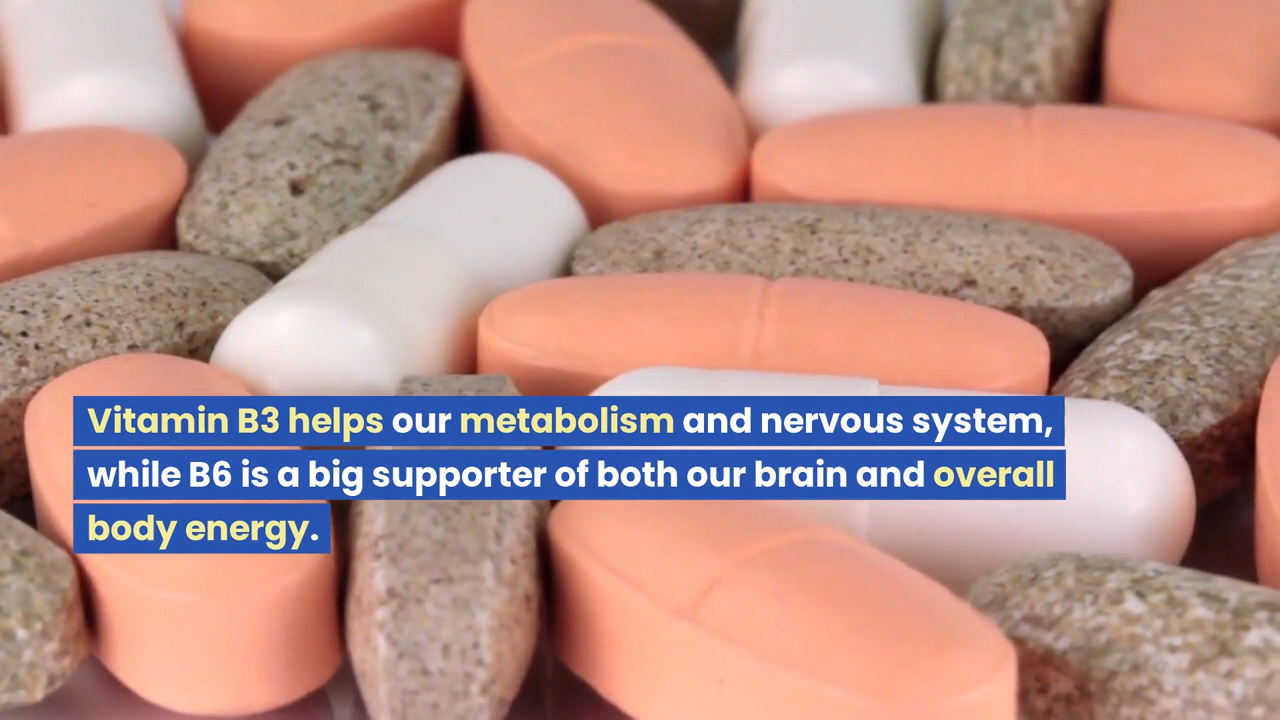 Vitamin B3 helps our metabolism and nervous system,
while B6 is a big supporter of both our brain and overall
body energy.